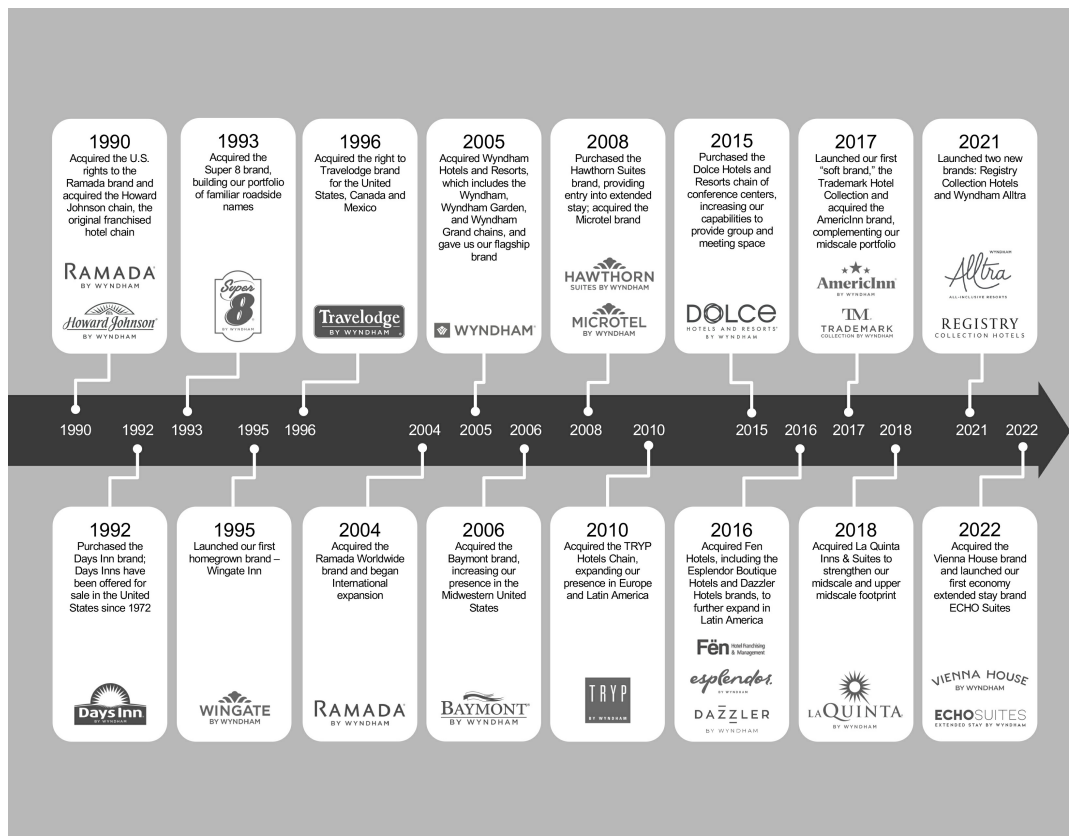 1990
Acquired the U.S.
rights to the
Ramada brand and
acquired the Howard
Johnson chain, the
original franchised
hotel chain
RAMADA®
BY WYNDHAM
Howard Johnson®
BY WYNDHAM
1993
Acquired the
Super 8 brand,
building our portfolio
of familiar roadside
names
Super
8
BY WYNDHAM
1996
Acquired the right to
Travelodge brand
for the United
States, Canada and
Mexico
Travelodge
BY WYNDHAM
2005
Acquired Wyndham
Hotels and Resorts,
which includes the
Wyndham,
Wyndham Garden,
and Wyndham
Grand chains, and
gave us our flagship
brand
WYNDHAM®
2008
Purchased the
Hawthorn Suites
brand, providing
entry into extended
stay; acquired the
Microtel brand
HAWTHORN
SUITES BY WYNDHAM
MICROTEL
BY WYNDHAM
2015
Purchased the
Dolce Hotels and
Resorts chain of
conference centers,
increasing our
capabilities to
provide group and
meeting space
DOLCE
HOTELS AND RESORTS®
BY WYNDHAM
2017
Launched our first
“soft brand,” the
Trademark Hotel
Collection and
acquired the
AmericInn brand,
complementing our
midscale portfolio
AmericInn®
BY WYNDHAM
TM
TRADEMARK
COLLECTION BY WYNDHAM
2021
Launched two new
brands: Registry
Collection Hotels
and Wyndham Alltra
WYNDHAM
Alltra
ALL-INCLUSIVE RESORTS
REGISTRY
COLLECTION HOTELS
1990 1992 1993 1995 1996 2004 2005 2006 2008 2010 2015 2016 2017 2018 2021 2022
1992
Purchased the
Days Inn brand;
Days Inns have
been offered for
sale in the United
States since 1972
Days Inn
BY WYNDHAM
1995
Launched our first
homegrown brand –
Wingate Inn
WINGATE
BY WYNDHAM
2004
Acquired the
Ramada Worldwide
brand and began
International
expansion
RAMADA®
BY WYNDHAM
2006
Acquired the
Baymont brand,
increasing our
presence in the
Midwestern United
States
BAYMONT®
BY WYNDHAM
2010
Acquired the TRYP
Hotels Chain,
expanding our
presence in Europe
and Latin America
TRYP
BY WYNDHAM
2016
Acquired Fen
Hotels, including the
Esplendor Boutique
Hotels and Dazzler
Hotels brands, to
further expand in
Latin America
Fën Hotel Franchising
& Management
esplendor.
BY WYNDHAM
DAZZLER
BY WYNDHAM
2018
Acquired La Quinta
Inns & Suites to
strengthen our
midscale and upper
midscale footprint
LA QUINTA
BY WYNDHAM
2022
Acquired the
Vienna House brand
and launched our
first economy
extended stay brand
ECHO Suites
VIENNA HOUSE
BY WYNDHAM
ECHO SUITES
EXTENDED STAY BY WYNDHAM